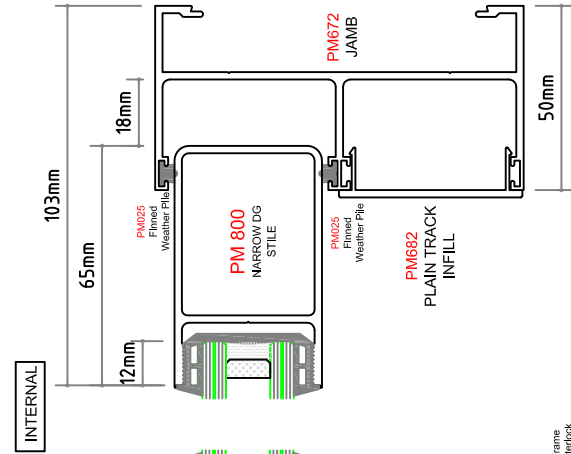 INTERNAL
103mm
65mm
12mm
18mm
PM025
FInned
Weather Pile
PM 800
NARROW DG
STILE
PM672
JAMB
PM025
Finned
Weather Pile
PM682
PLAIN TRACK
INFILL
50mm
rame
terlock